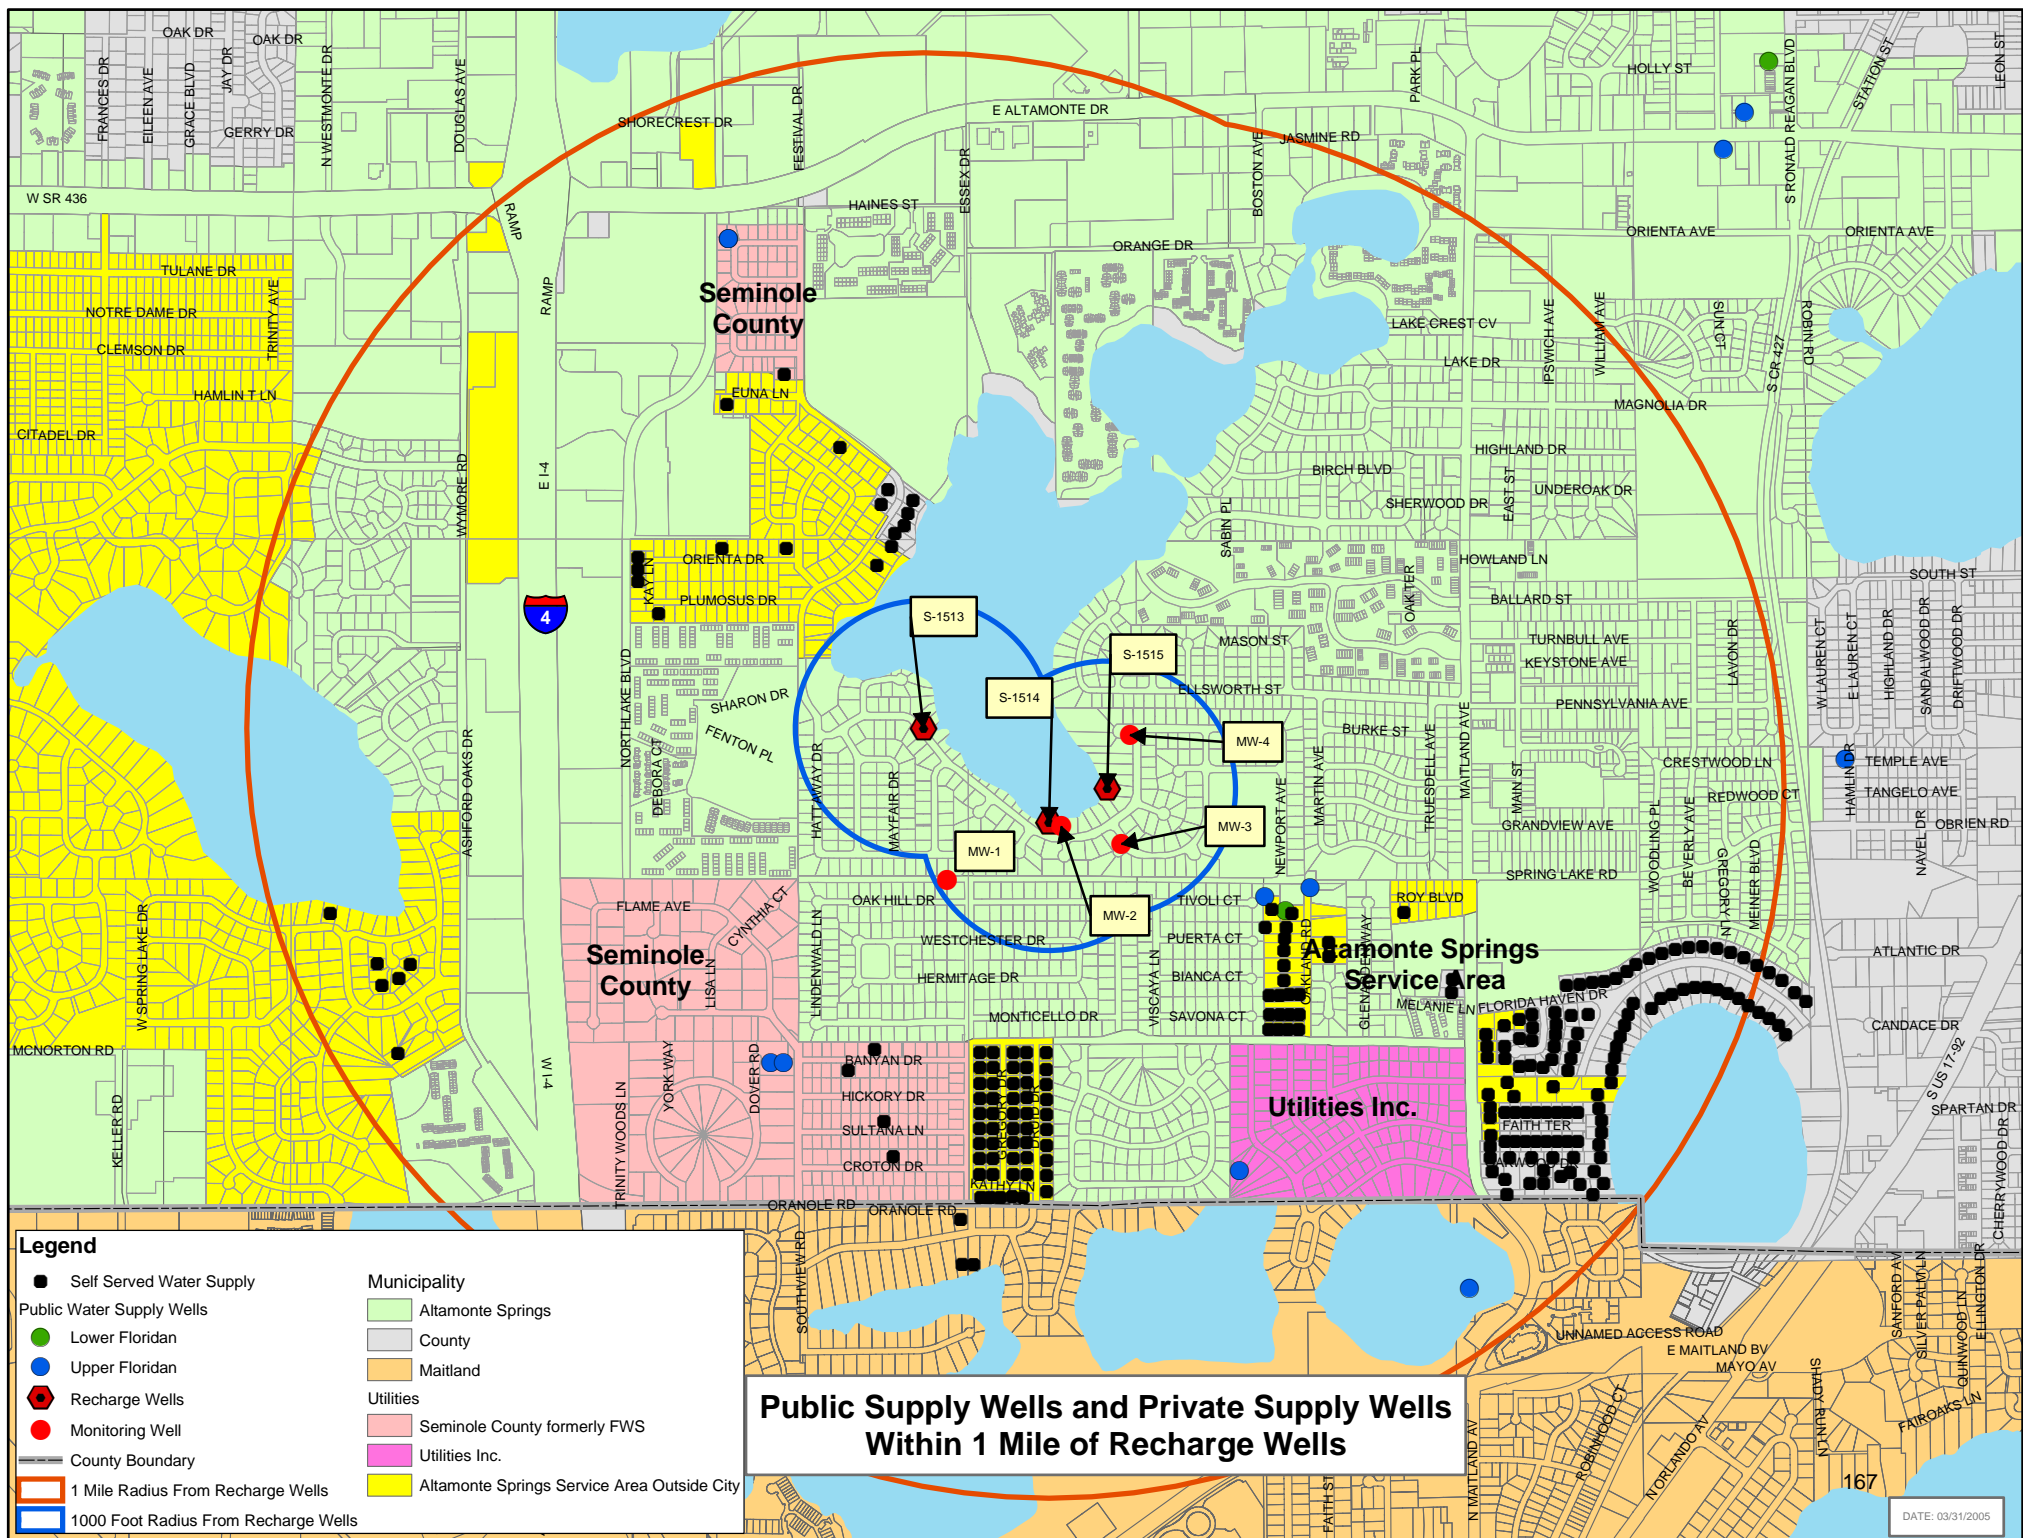 OAK DR
OAK DR
FRANCES DR
EILEEN AVE
GRACE BLVD
JAY DR
GERRY DR
N WESTMONTE DR
DOUGLAS AVE
SHORECREST DR
FESTIVAL DR
E ALTAMONTE DR
ESSEX DR
BOSTON AVE
JASMINE RD
PARK PL
HOLLY ST
S RONALD REAGAN BLVD
STATION ST
LEON ST
W SR 436
RAMP
RAMP
HAINES ST
ORANGE DR
ORIENTA AVE
ORIENTA AVE
TULANE DR
NOTRE DAME DR
TRINITY AVE
CLEMSON DR
HAMLIN T LN
CITADEL DR
Seminole
County
EUNA LN
LAKE CREST CV
LAKE DR
IPSWICH AVE
WILLIAM AVE
SUN CT
S CR 427
ROBIN RD
MAGNOLIA DR
HIGHLAND DR
BIRCH BLVD
SHERWOOD DR
EAST ST
UNDEROAK DR
WYMORE RD
E I-4
SABIN PL
HOWLAND LN
ORIENTA DR
KAY LN
PLUMOSUS DR
4
OAK TER
BALLARD ST
SOUTH ST
S-1513
S-1515
S-1514
MASON ST
ELLSWORTH ST
TURNBULL AVE
KEYSTONE AVE
PENNSYLVANIA AVE
LAVON DR
W LAUREN CT
E LAUREN CT
HIGHLAND DR
SANDALWOOD DR
DRIFTWOOD DR
NORTHLAKE BLVD
SHARON DR
FENTON PL
DEBORA CT
HATTAWAY DR
MAYFAIR DR
ASHFORD OAKS DR
MW-4
MW-3
MW-1
MW-2
BURKE ST
NEWPORT AVE
MARTIN AVE
TRUESDELL AVE
MAITLAND AVE
MAIN ST
CRESTWOOD LN
REDWOOD CT
HAMLIN DR
TEMPLE AVE
TANGELO AVE
OBRIEN RD
NAVEL DR
GRANDVIEW AVE
WOODLING PL
BEVERLY AVE
GREGORY LN
MEINER BLVD
SPRING LAKE RD
FLAME AVE
CYNTHIA CT
LISA LN
Seminole
County
LINDENWALD LN
OAK HILL DR
WESTCHESTER DR
HERMITAGE DR
MONTICELLO DR
VISCAYA LN
TIVOLI CT
PUERTA CT
BIANCA CT
SAVONA CT
OAKLAND RD
ROY BLVD
Altamonte Springs
Service Area
MELANIE LN
FLORIDA HAVEN DR
ATLANTIC DR
CANDACE DR
S US 17-92
SPARTAN DR
CHERRYWOOD DR
W SPRING LAKE DR
MCNORTON RD
KELLER RD
W I-4
TRINITY WOODS LN
YORK WAY
DOVER RD
BANYAN DR
HICKORY DR
SULTANA LN
CROTON DR
GREGORY DR
DRUID DR
KATHY LN
Utilities Inc.
FAITH TER
ORANOLE RD
ORANOLE RD
SOUTHVIEW RD
Legend
Self Served Water Supply
Public Water Supply Wells
Lower Floridan
Upper Floridan
Recharge Wells
Monitoring Well
County Boundary
1 Mile Radius From Recharge Wells
1000 Foot Radius From Recharge Wells
Municipality
Altamonte Springs
County
Maitland
Utilities
Seminole County formerly FWS
Utilities Inc.
Altamonte Springs Service Area Outside City
Public Supply Wells and Private Supply Wells
Within 1 Mile of Recharge Wells
UNNAMED ACCESS ROAD
E MAITLAND BV
MAYO AV
SANFORD AV
SILVER PALM LN
QUINWOOD LN
ELLINGTON DR
SHADY RUN LN
FAIROAKS LN
ROBINHOOD CT
N ORLANDO AV
N MAITLAND AV
FAITH ST
167
DATE: 03/31/2005